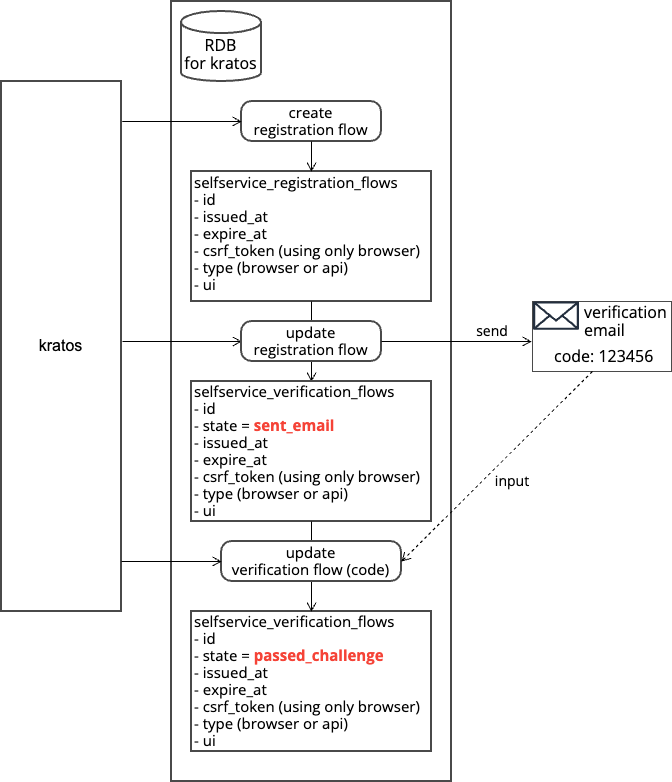 RDB
for kratos
create
registration flow
selfservice_registration_flows
- id
- issued_at
- expire_at
- csrf_token (using only browser)
- type (browser or api)
- ui
kratos
update
registration flow
send
verification
email
code: 123456
selfservice_verification_flows
- id
- state = sent_email
- issued_at
- expire_at
- csrf_token (using only browser)
- type (browser or api)
- ui
input
update
verification flow (code)
selfservice_verification_flows
- id
- state = passed_challenge
- issued_at
- expire_at
- csrf_token (using only browser)
- type (browser or api)
- ui